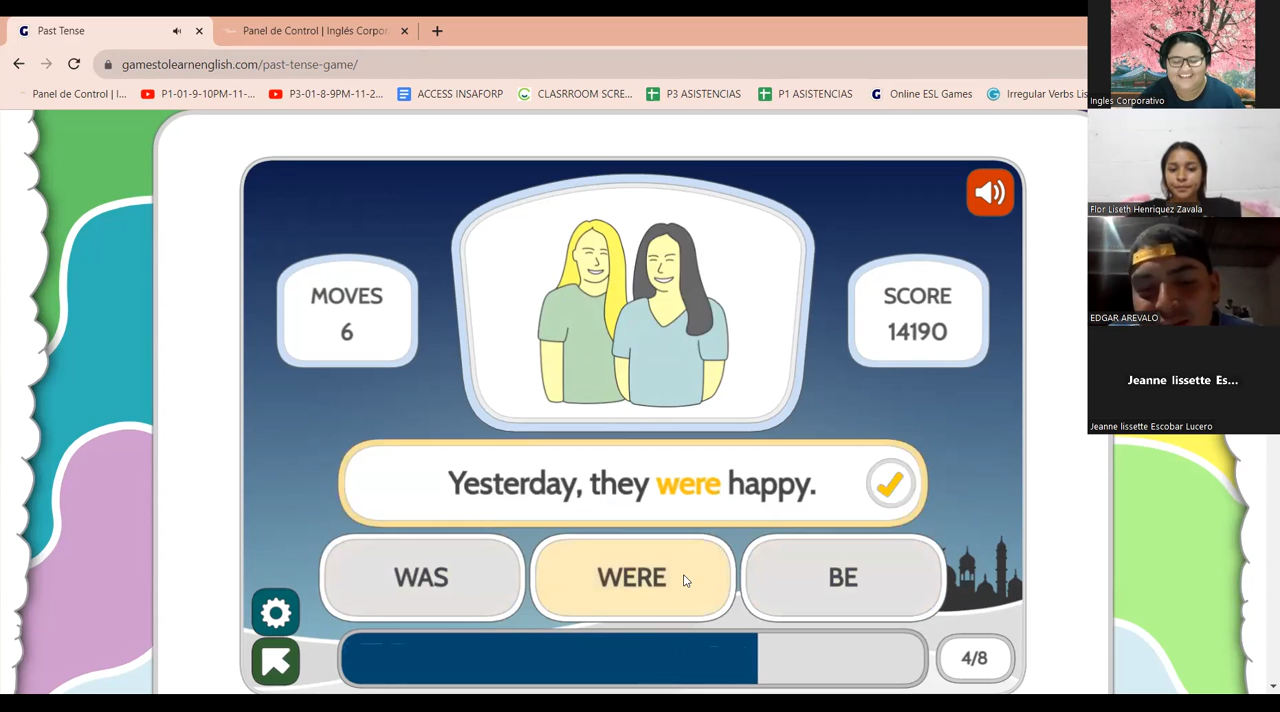 Past Tense
Panel de Control | Inglés Corpor
gamestolearnenglish.com/past-tense-game/
Panel de Control | I...
P1-01-9-10PM-11-...
P3-01-8-9PM-11-2...
ACCESS INSAFORP
CLASRROOM SCRE...
P3 ASISTENCIAS
P1 ASISTENCIAS
Online ESL Games
Irregular Verbs Lis
MOVES
6
SCORE
14190
Yesterday, they were happy.
WAS
WERE
BE
4/8
Ingles Corporativo
Flor Liseth Henriquez Zavala
EDGAR AREVALO
Jeanne lissette Es...
Jeanne lissette Escobar Lucero